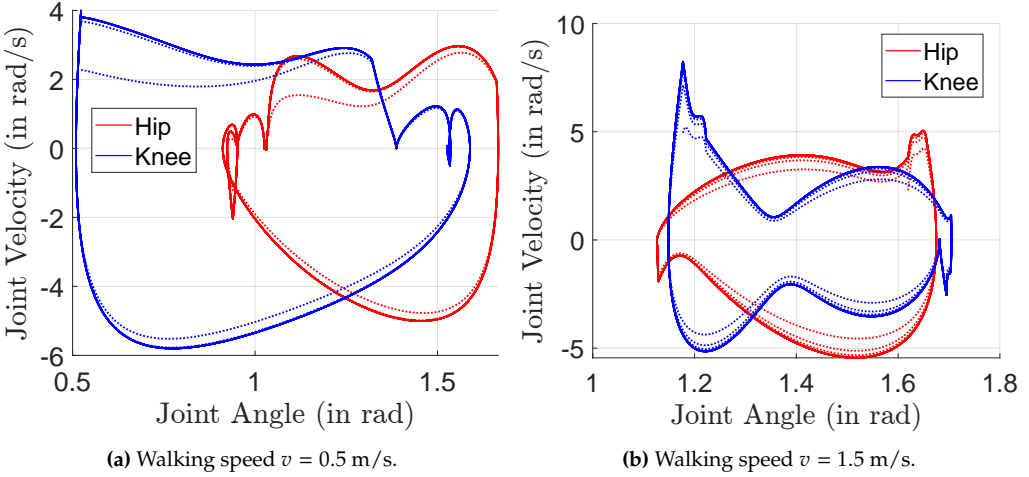 4
2
0
-2
-4
-6
0.5
1
1.5
Joint Angle (in rad)
Joint Velocity (in rad/s)
Hip
Knee
(a) Walking speed v = 0.5 m/s.
10
5
0
-5
1
1.2
1.4
1.6
1.8
Joint Angle (in rad)
Joint Velocity (in rad/s)
Hip
Knee
(b) Walking speed v = 1.5 m/s.